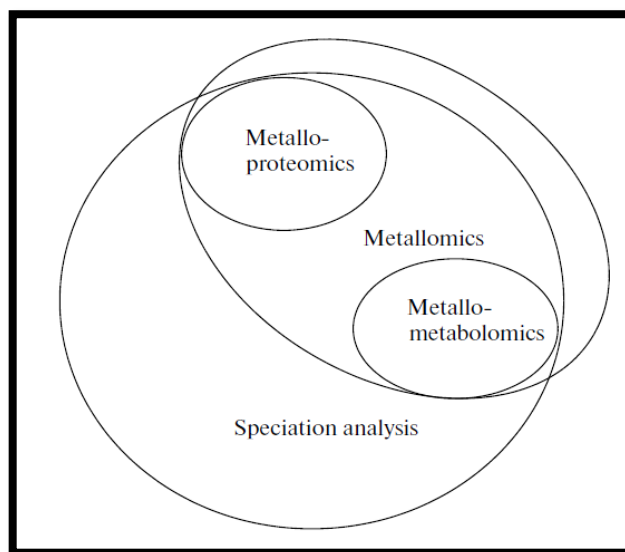 Metallo-
proteomics
Metallomics
Metallo-
metabolomics
Speciation analysis